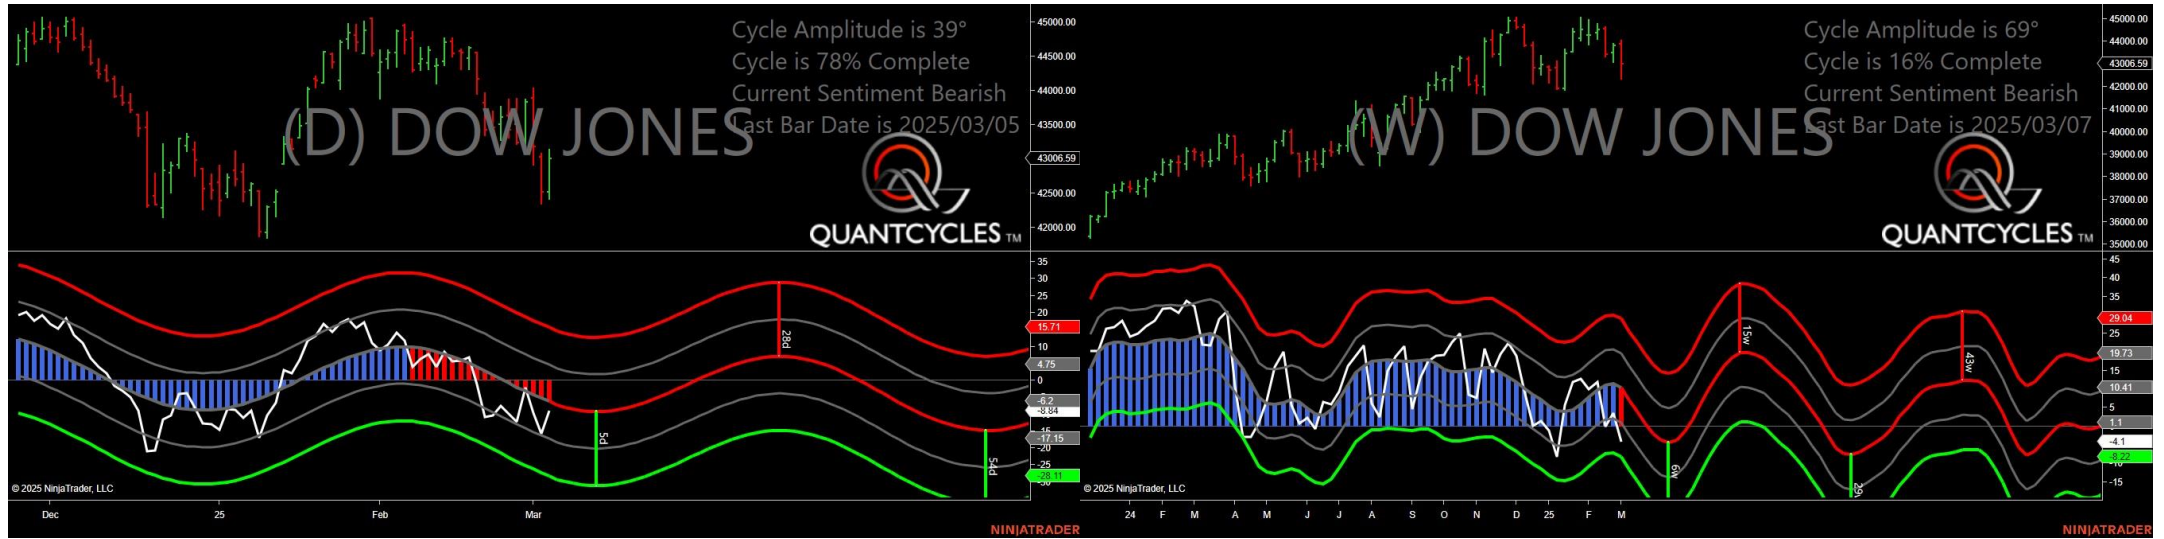 Cycle Amplitude is 39°
Cycle is 78% Complete
Current Sentiment Bearish
Last Bar Date is 2025/03/05
(D) DOW JONES
QUANTCYCLES TM
45000.00
44500.00
44000.00
43500.00
43006.59
42500.00
42000.00
35
30
25
20
15.71
10
4.75
0
-6.2
-8.84
-15
-17.15
-20
-25
-28.11
-30
28d
5d
54d
© 2025 NinjaTrader, LLC
Dec
25
Feb
Mar
NINJATRADER
Cycle Amplitude is 69°
Cycle is 16% Complete
Current Sentiment Bearish
Last Bar Date is 2025/03/07
(W) DOW JONES
QUANTCYCLES TM
45000.00
44000.00
43006.59
42000.00
41000.00
40000.00
39000.00
38000.00
37000.00
36000.00
35000.00
45
40
35
29.04
25
19.73
15
10.41
5
1.1
-4.1
-8.22
-10
-15
15w
43w
6w
© 2025 NinjaTrader, LLC
24
F
M
A
M
J
J
A
S
O
N
D
25
F
M
NINJATRADER